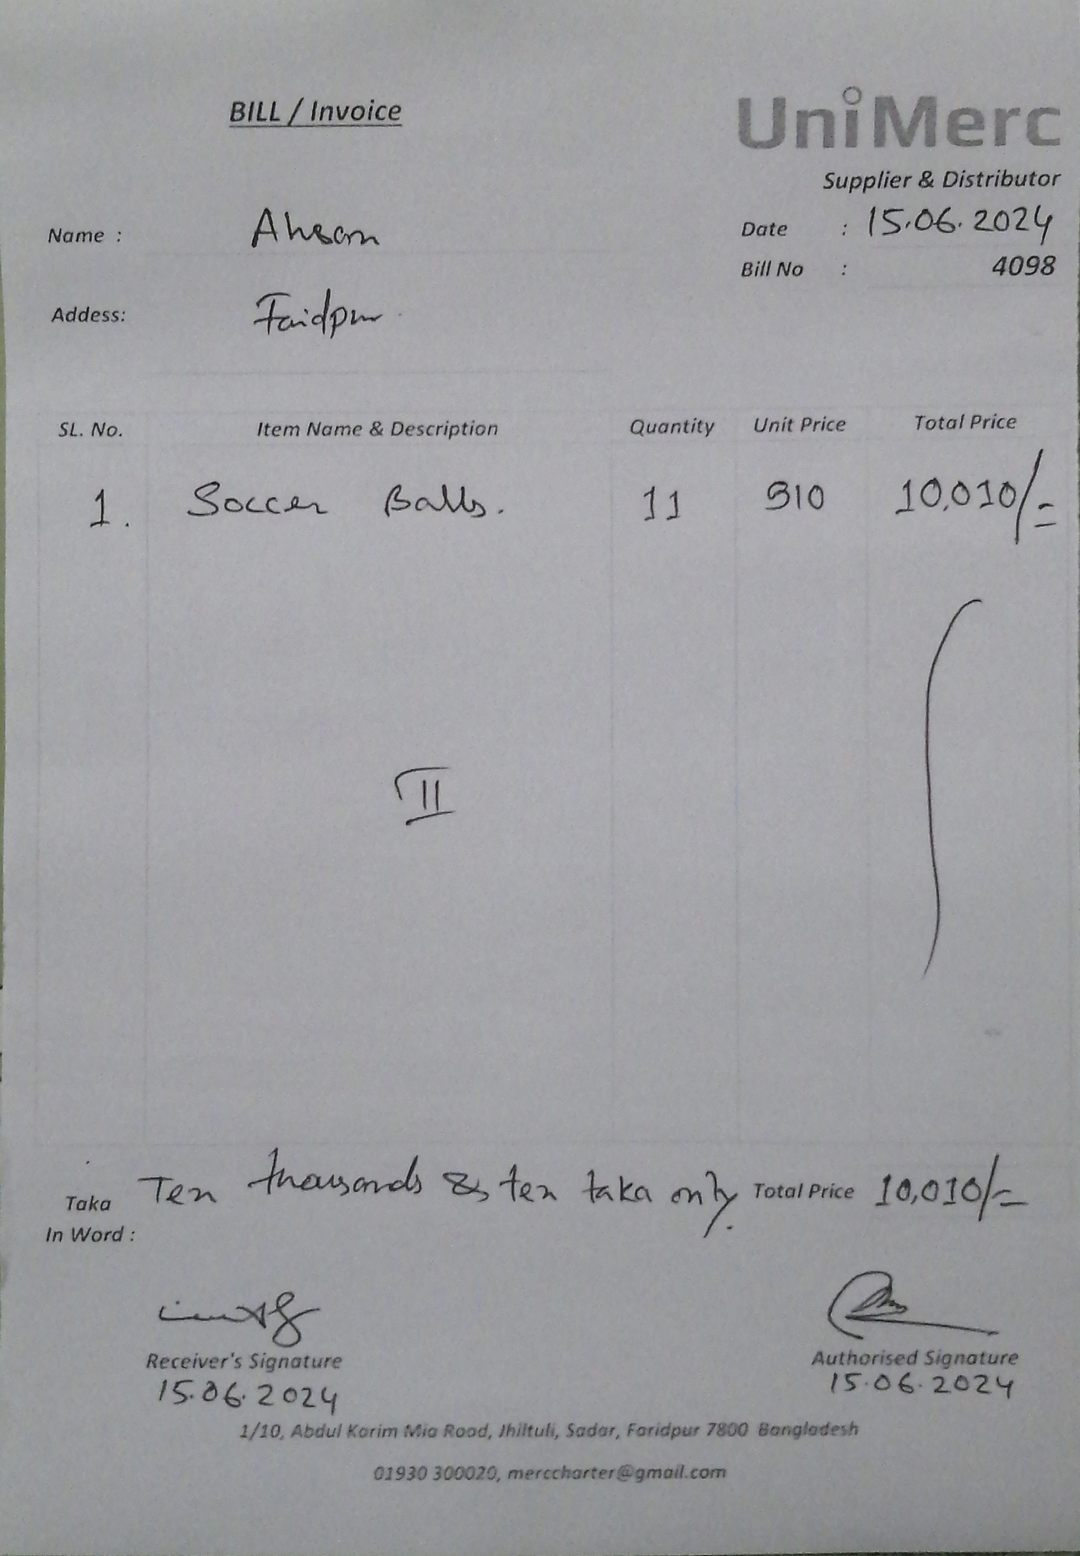 BILL / Invoice
UniMerc
Supplier & Distributor
Name : Ahsan
Date : 15.06.2024
Bill No : 4098
Addess: Faidpur
SL. No. Item Name & Description Quantity Unit Price Total Price
1. Soccer Balls. 11 910 10,010/=
II
Taka In Word : Ten thousands & ten taka only. Total Price 10,010/=
Receiver's Signature Authorised Signature
15.06.2024 15.06.2024
1/10, Abdul Karim Mia Road, Jhiltuli, Sadar, Faridpur 7800 Bangladesh
01930 300020, merccharter@gmail.com